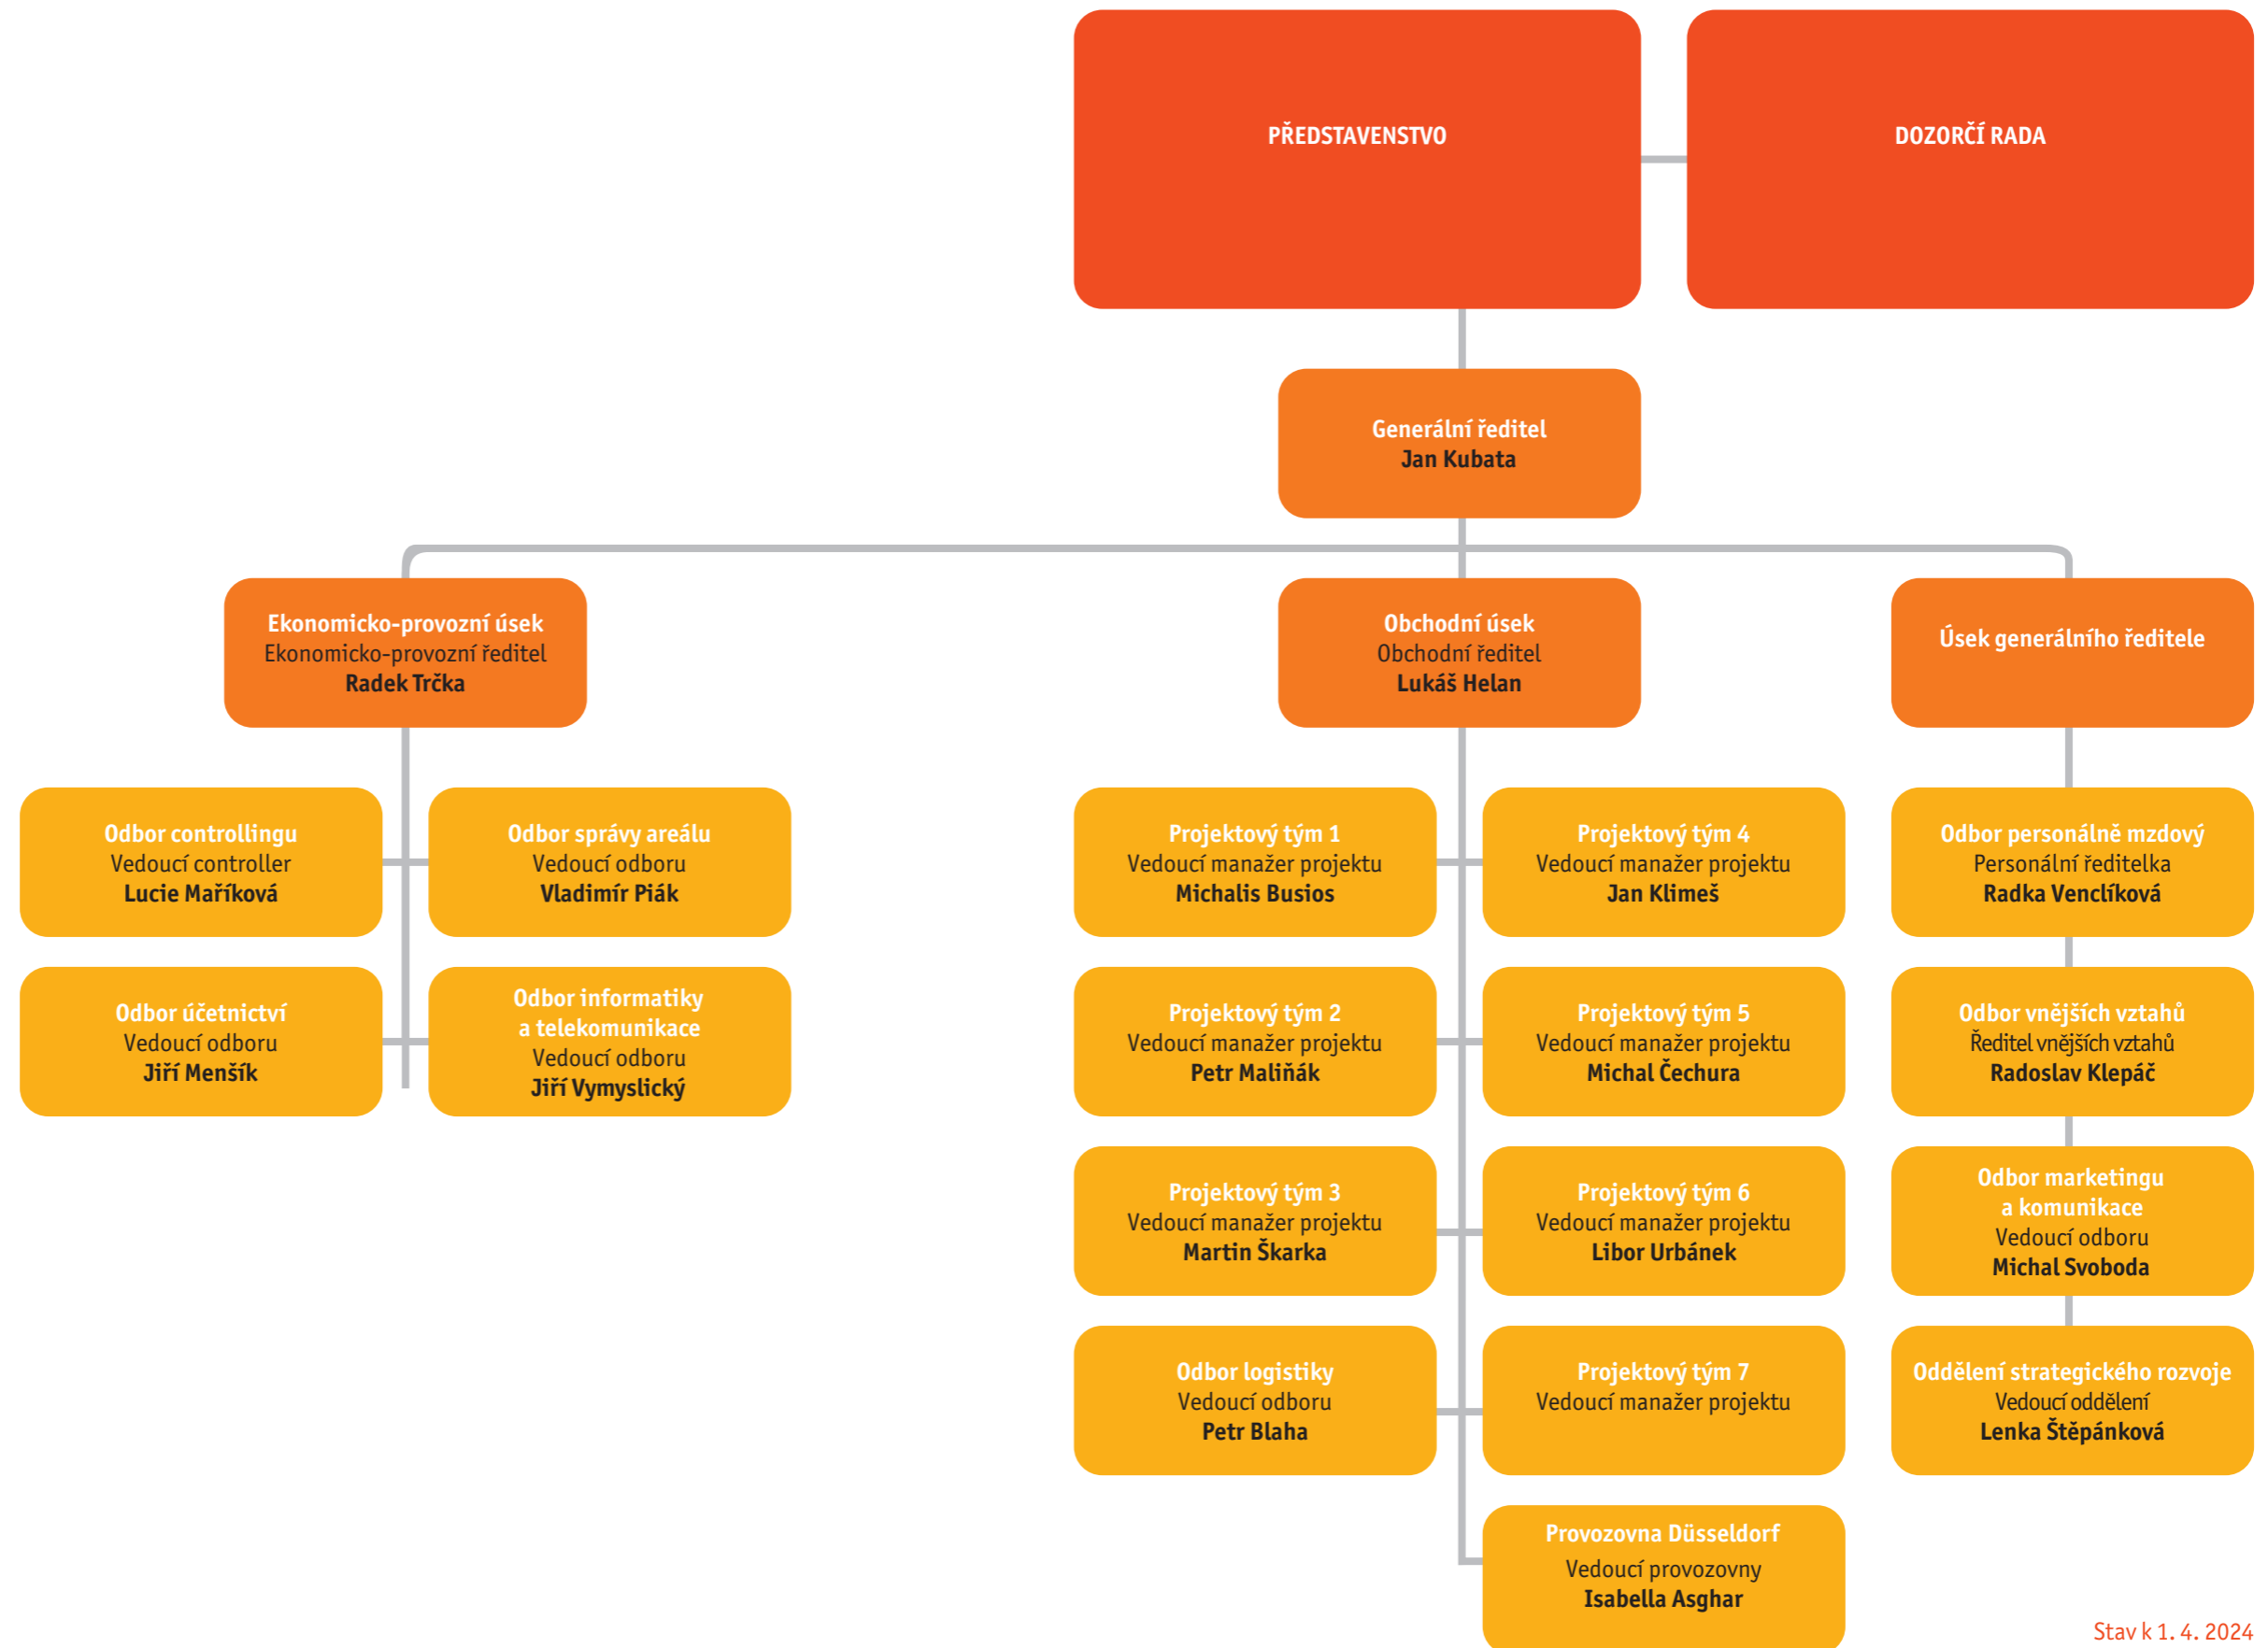 PŘEDSTAVENSTVO
DOZORČÍ RADA
Generální ředitel
Jan Kubata
Ekonomicko-provozní úsek
Ekonomicko-provozní ředitel
Radek Trčka
Obchodní úsek
Obchodní ředitel
Lukáš Helan
Úsek generálního ředitele
Odbor controllingu
Vedoucí controller
Lucie Maříková
Odbor správy areálu
Vedoucí odboru
Vladimír Piák
Projektový tým 1
Vedoucí manažer projektu
Michalis Busios
Projektový tým 4
Vedoucí manažer projektu
Jan Klimeš
Odbor personálně mzdový
Personální ředitelka
Radka Venclíková
Odbor účetnictví
Vedoucí odboru
Jiří Menšík
Odbor informatiky
a telekomunikace
Vedoucí odboru
Jiří Vymyslický
Projektový tým 2
Vedoucí manažer projektu
Petr Maliňák
Projektový tým 5
Vedoucí manažer projektu
Michal Čechura
Odbor vnějších vztahů
Ředitel vnějších vztahů
Radoslav Klepáč
Projektový tým 3
Vedoucí manažer projektu
Martin Škarka
Projektový tým 6
Vedoucí manažer projektu
Libor Urbánek
Odbor marketingu
a komunikace
Vedoucí odboru
Michal Svoboda
Odbor logistiky
Vedoucí odboru
Petr Blaha
Projektový tým 7
Vedoucí manažer projektu
Oddělení strategického rozvoje
Vedoucí oddělení
Lenka Štěpánková
Provozovna Düsseldorf
Vedoucí provozovny
Isabella Asghar
Stav k 1. 4. 2024